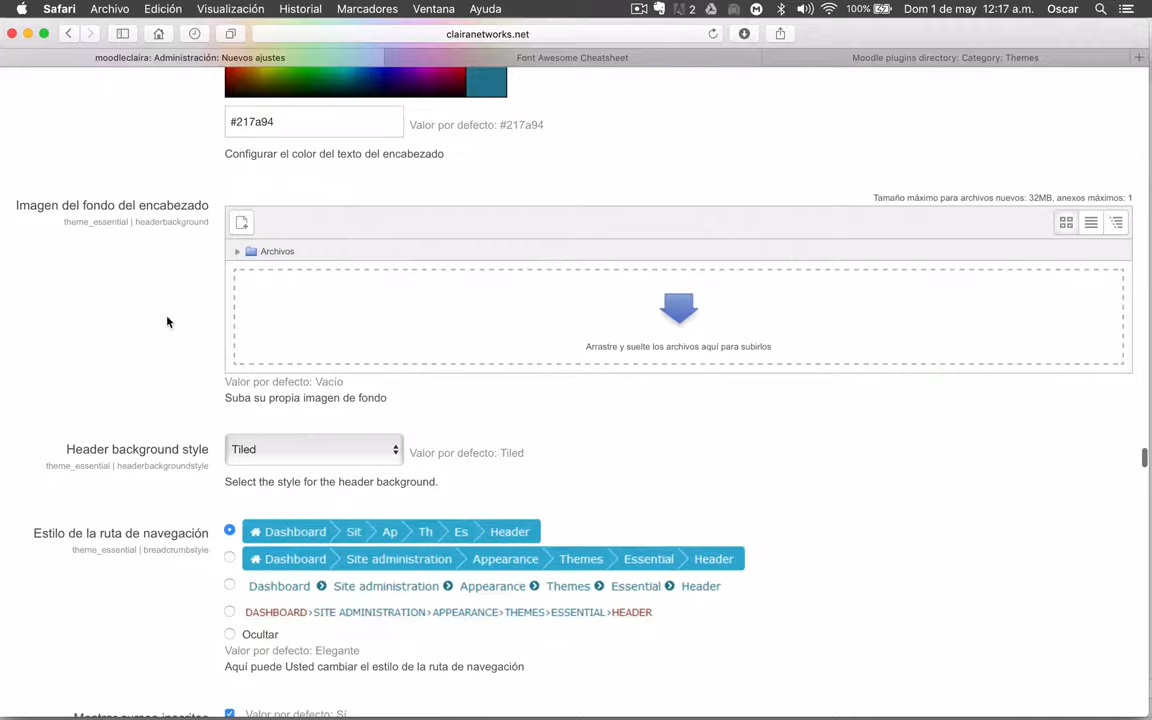 Safari Archivo Edición Visualización Historial Marcadores Ventana Ayuda 2 100% Dom 1 de may 12:17 a.m. Oscar
clairanetworks.net
moodleclaira: Administración: Nuevos ajustes Font Awesome Cheatsheet Moodle plugins directory: Category: Themes
#217a94 Valor por defecto: #217a94
Configurar el color del texto del encabezado
Imagen del fondo del encabezado
theme_essential | headerbackground
Tamaño máximo para archivos nuevos: 32MB, anexos máximos: 1
Archivos
Arrastre y suelte los archivos aquí para subirlos
Valor por defecto: Vacío
Suba su propia imagen de fondo
Header background style Tiled Valor por defecto: Tiled
theme_essential | headerbackgroundstyle
Select the style for the header background.
Estilo de la ruta de navegación
theme_essential | breadcrumbstyle
Dashboard Sit Ap Th Es Header
Dashboard Site administration Appearance Themes Essential Header
Dashboard Site administration Appearance Themes Essential Header
DASHBOARD>SITE ADMINISTRATION>APPEARANCE>THEMES>ESSENTIAL>HEADER
Ocultar
Valor por defecto: Elegante
Aquí puede Usted cambiar el estilo de la ruta de navegación
Mostrar cursos inscritos Valor por defecto: Sí